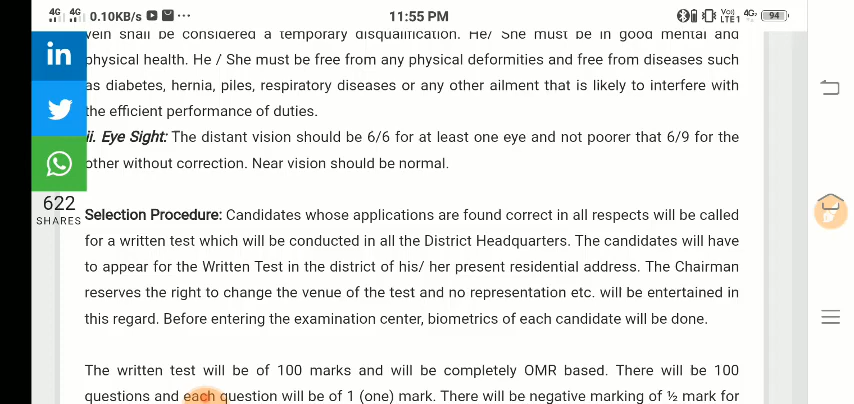 4G 4G 0.10KB/s ... 11:55 PM Vo) LTE1 4G 94
vein shall be considered a temporary disqualification. He/ She must be in good mental and
physical health. He / She must be free from any physical deformities and free from diseases such
as diabetes, hernia, piles, respiratory diseases or any other ailment that is likely to interfere with
the efficient performance of duties.
ii. Eye Sight: The distant vision should be 6/6 for at least one eye and not poorer that 6/9 for the
other without correction. Near vision should be normal.
in
622
SHARES
Selection Procedure: Candidates whose applications are found correct in all respects will be called
for a written test which will be conducted in all the District Headquarters. The candidates will have
to appear for the Written Test in the district of his/ her present residential address. The Chairman
reserves the right to change the venue of the test and no representation etc. will be entertained in
this regard. Before entering the examination center, biometrics of each candidate will be done.
The written test will be of 100 marks and will be completely OMR based. There will be 100
questions and each question will be of 1 (one) mark. There will be negative marking of ½ mark for